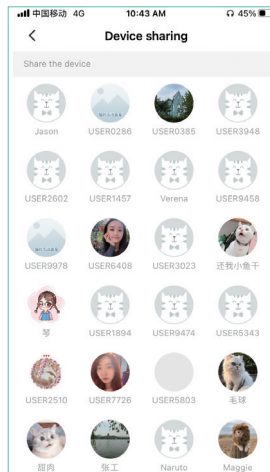 中国移动 4G 10:43 AM 45%
Device sharing
Share the device
Jason USER0286 USER0385 USER3948
USER2602 USER1457 Verena USER9458
USER9978 USER6408 USER3023 还我小鱼干
琴 USER1894 USER9474 USER5343
USER2510 USER7726 USER5803 毛球
甜肉 张工 Naruto Maggie